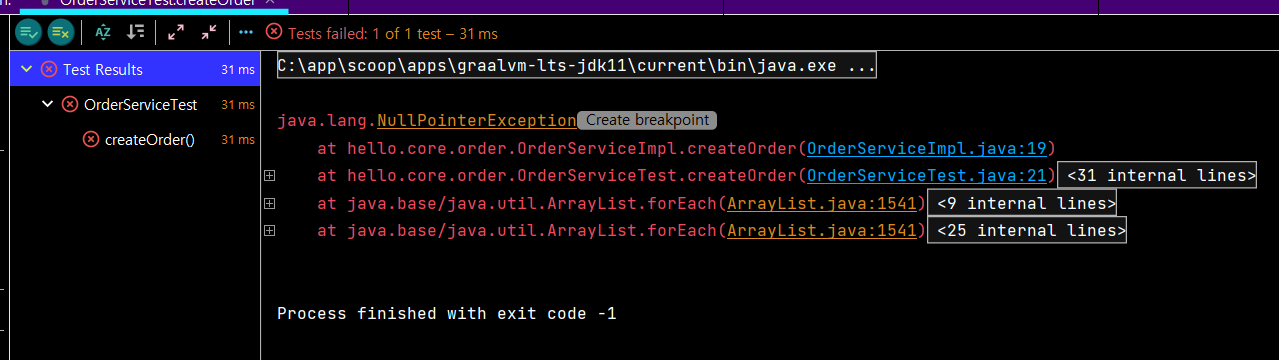 OrderServiceTest.createOrder ×
Tests failed: 1 of 1 test – 31 ms
Test Results 31 ms
OrderServiceTest 31 ms
createOrder() 31 ms
C:\app\scoop\apps\graalvm-lts-jdk11\current\bin\java.exe ...
java.lang.NullPointerException Create breakpoint
at hello.core.order.OrderServiceImpl.createOrder(OrderServiceImpl.java:19)
at hello.core.order.OrderServiceTest.createOrder(OrderServiceTest.java:21) <31 internal lines>
at java.base/java.util.ArrayList.forEach(ArrayList.java:1541) <9 internal lines>
at java.base/java.util.ArrayList.forEach(ArrayList.java:1541) <25 internal lines>
Process finished with exit code -1